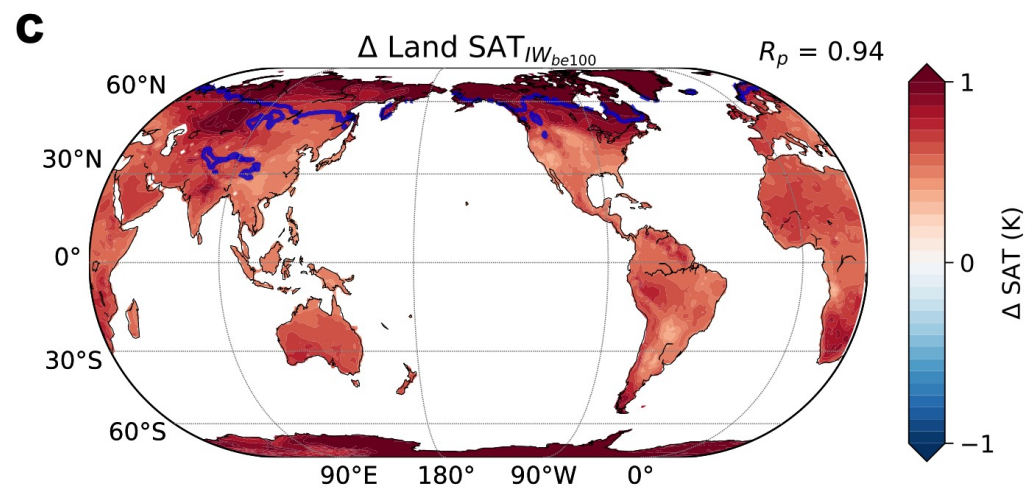 C
Δ Land SAT_{IW_{be100}}
R_p = 0.94
60°N
30°N
0°
30°S
60°S
90°E 180° 90°W 0°
1
0
−1
Δ SAT (K)